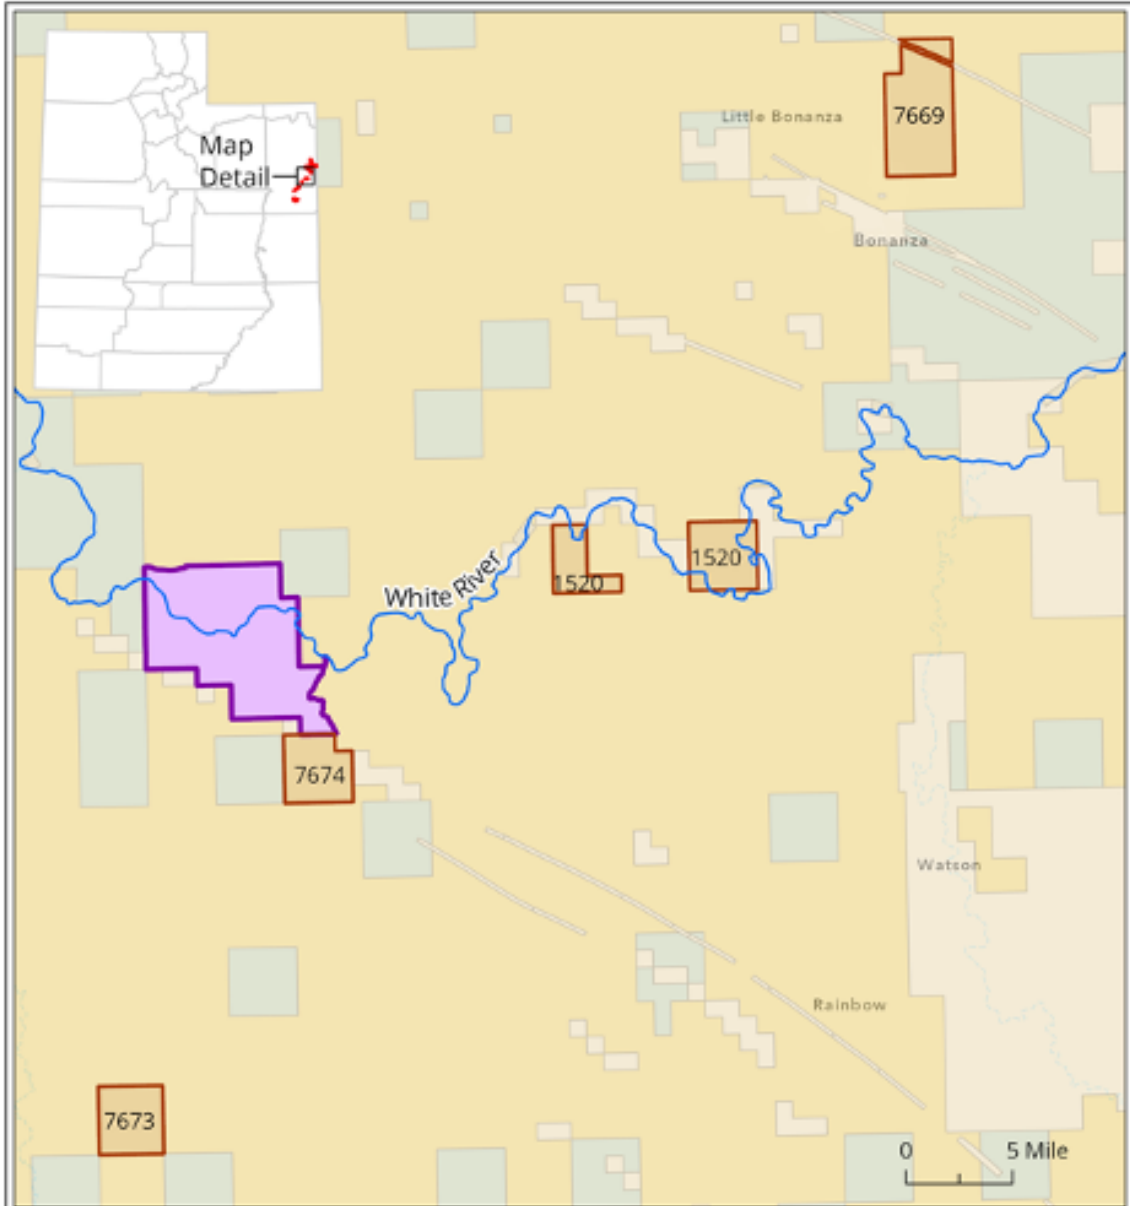 Little Bonanza
7669
Map
Detail
Bonanza
1520
1520
White River
7674
Watson
Rainbow
7673
0 5 Mile